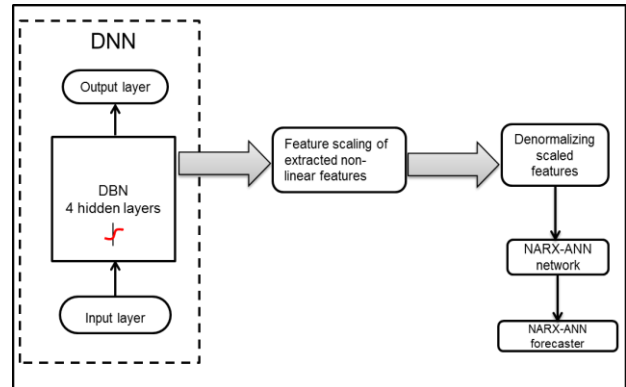 DNN
Output layer
DBN
4 hidden layers
Input layer
Feature scaling of
extracted non-
linear features
Denormalizing
scaled
features
NARX-ANN
network
NARX-ANN
forecaster